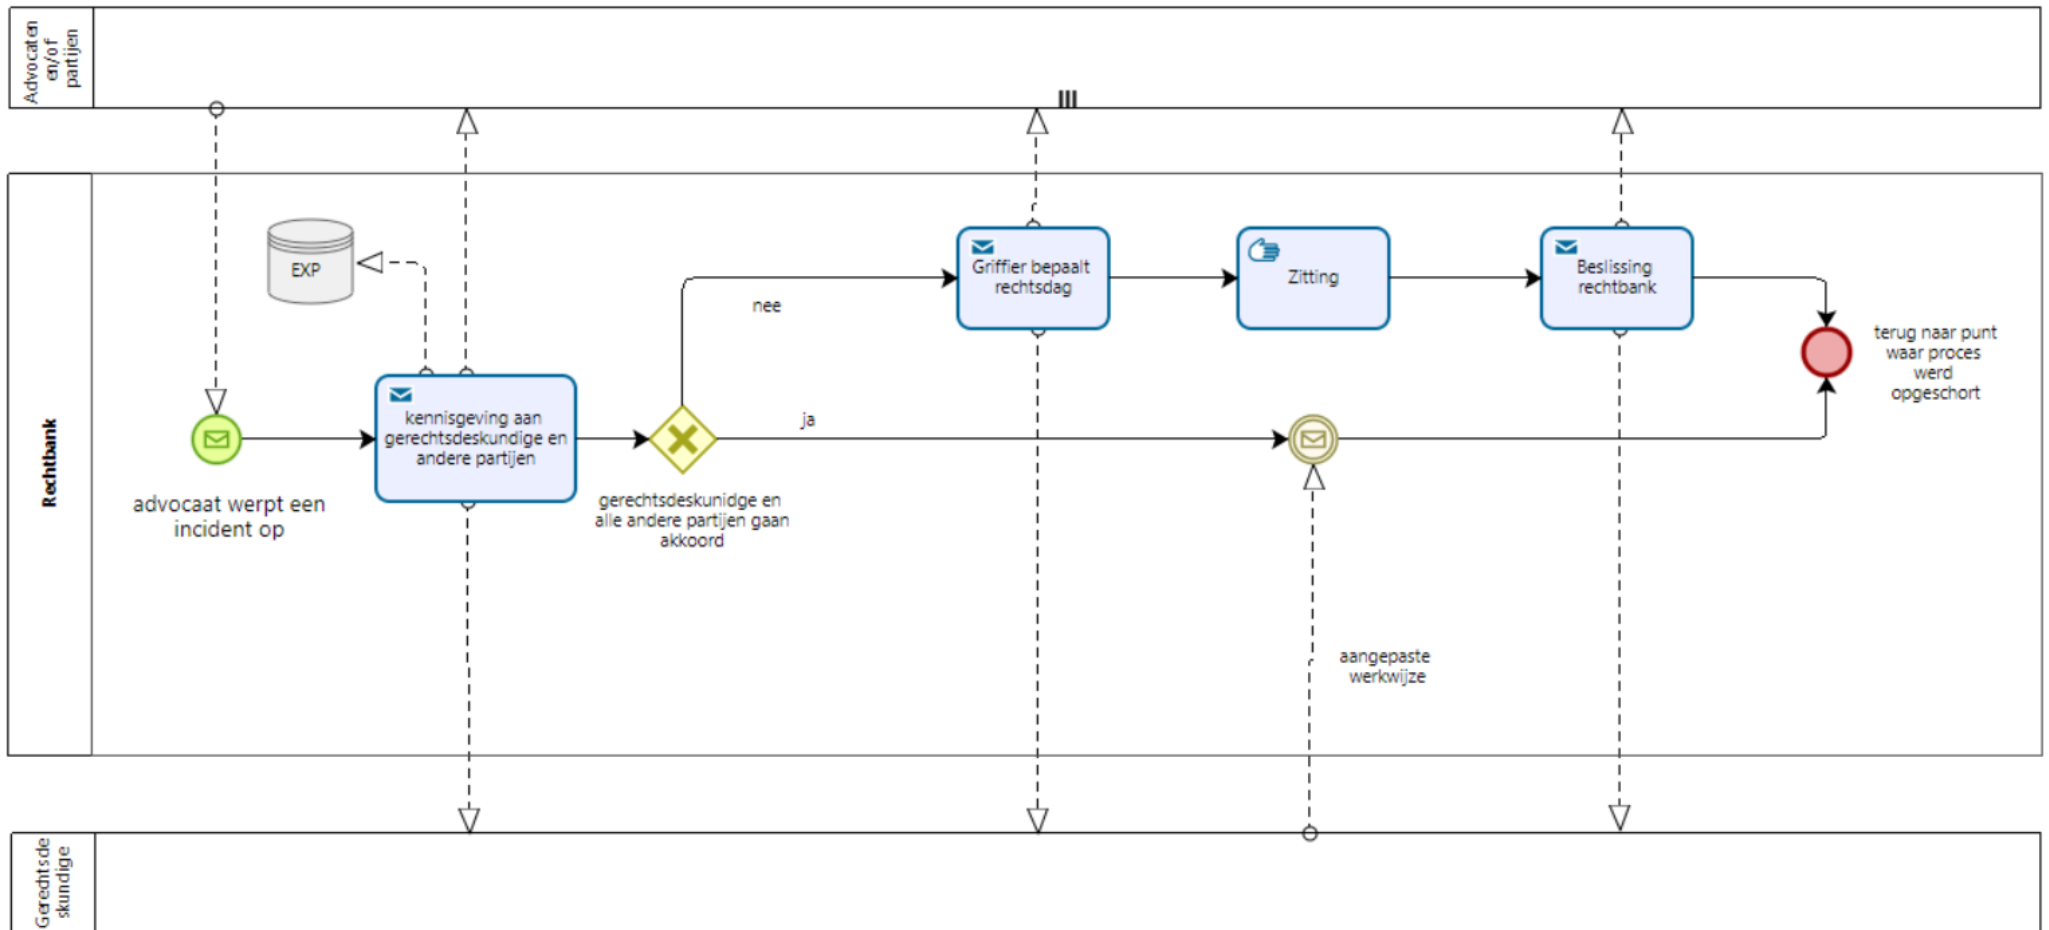 Advocaten
en/of
partijen
Rechtbank
EXP
advocaat werpt een
incident op
kennisgeving aan
gerechtsdeskundige en
andere partijen
gerechtsdeskunidge en
alle andere partijen gaan
akkoord
nee
ja
Griffier bepaalt
rechtsdag
Zitting
Beslissing
rechtbank
terug naar punt
waar proces
werd
opgeschort
aangepaste
werkwijze
Gerechtsde
skundige